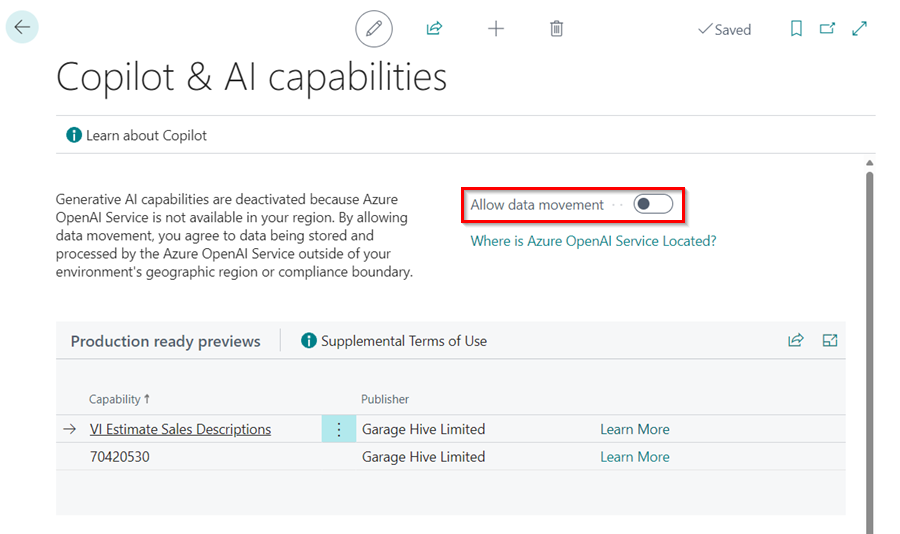 Saved
Copilot & AI capabilities
Learn about Copilot
Generative AI capabilities are deactivated because Azure
OpenAI Service is not available in your region. By allowing
data movement, you agree to data being stored and
processed by the Azure OpenAI Service outside of your
environment's geographic region or compliance boundary.
Allow data movement
Where is Azure OpenAI Service Located?
Production ready previews Supplemental Terms of Use
Capability ↑ Publisher
VI Estimate Sales Descriptions Garage Hive Limited Learn More
70420530 Garage Hive Limited Learn More